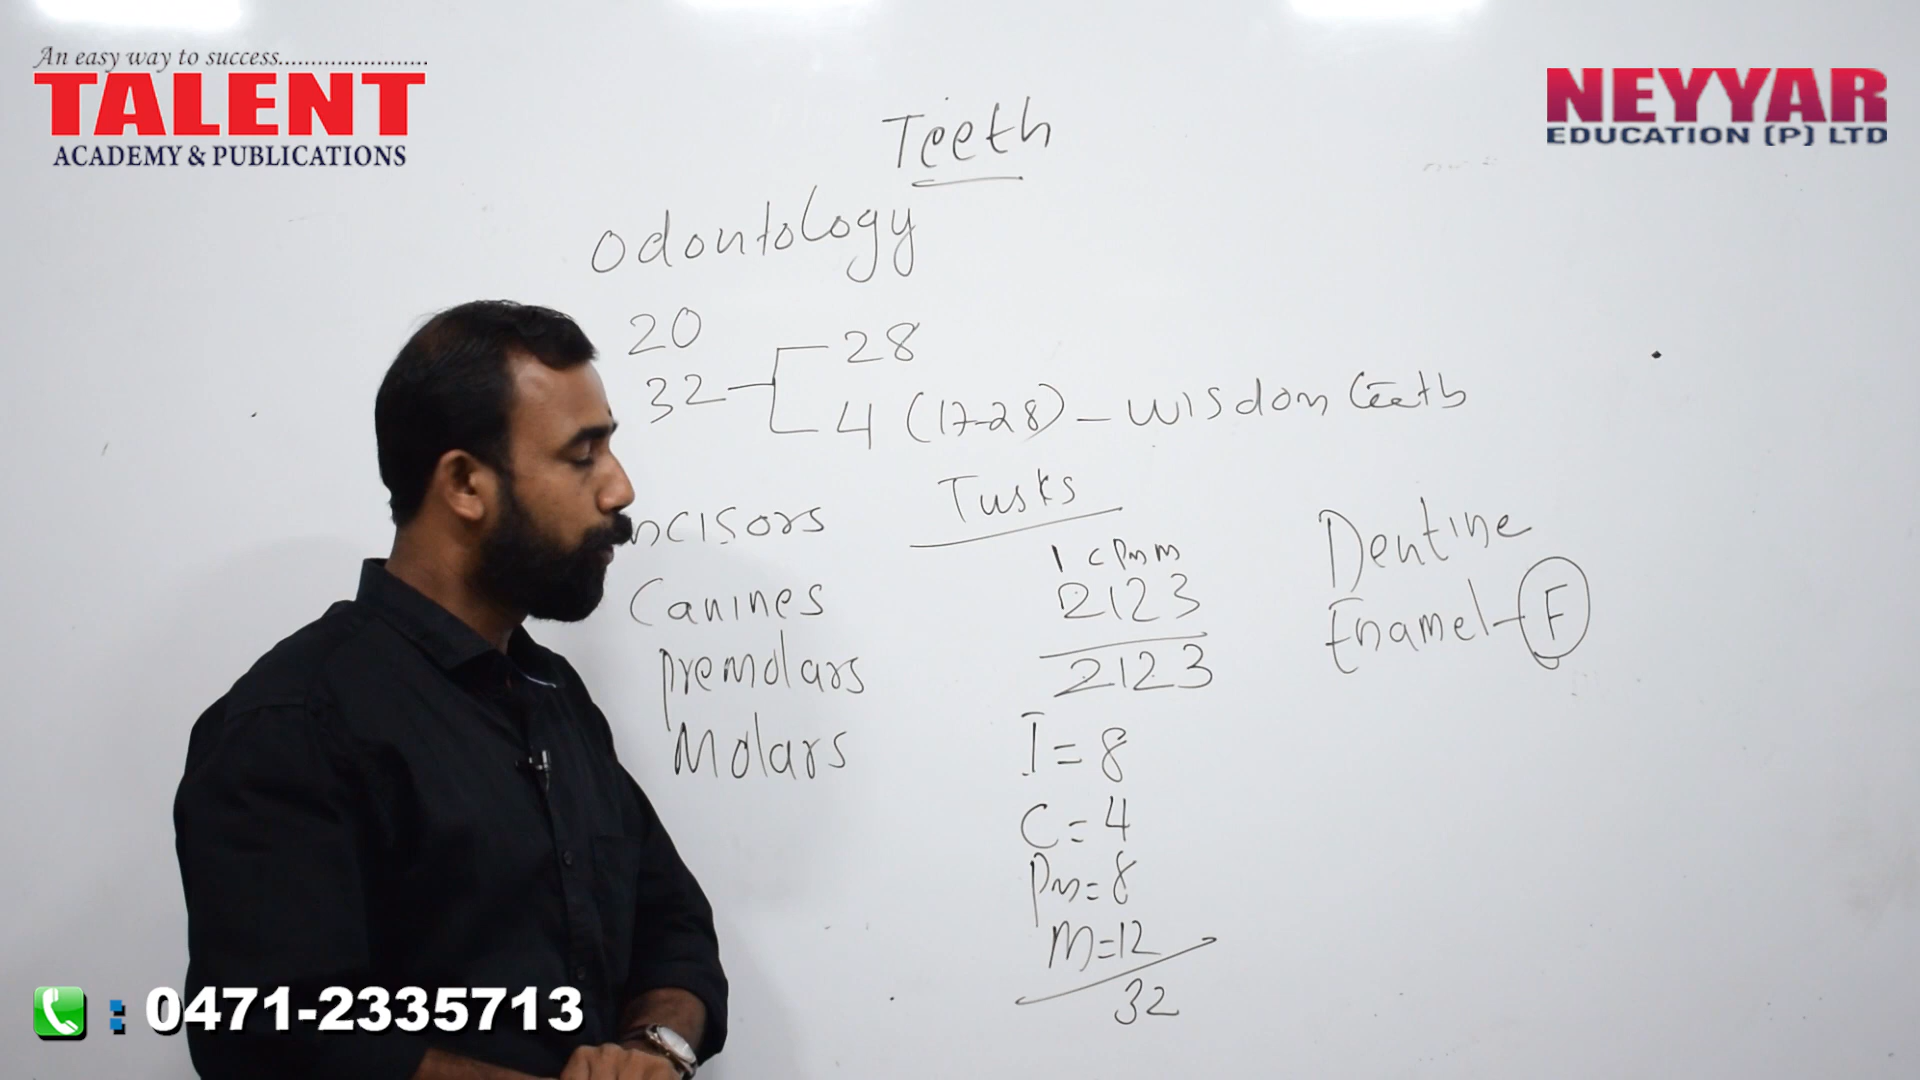 An easy way to success........................
TALENT
ACADEMY & PUBLICATIONS
NEYYAR
EDUCATION (P) LTD
Teeth
Odontology
20
32
28
4 (17-28) - wisdom teeth
Tusks
ncisors
Canines
Premolars
Molars
I C Pm m
2123
2123
I = 8
C = 4
Pm = 8
M = 12
32
Dentine
Enamel - F
: 0471-2335713